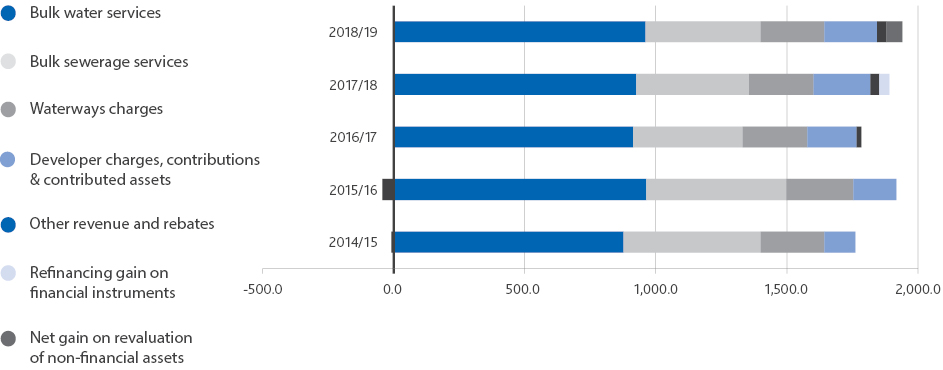 Bulk water services
Bulk sewerage services
Waterways charges
Developer charges, contributions
& contributed assets
Other revenue and rebates
Refinancing gain on
financial instruments
Net gain on revaluation
of non-financial assets
2018/19
2017/18
2016/17
2015/16
2014/15
-500.0
0.0
500.0
1,000.0
1,500.0
2,000.0